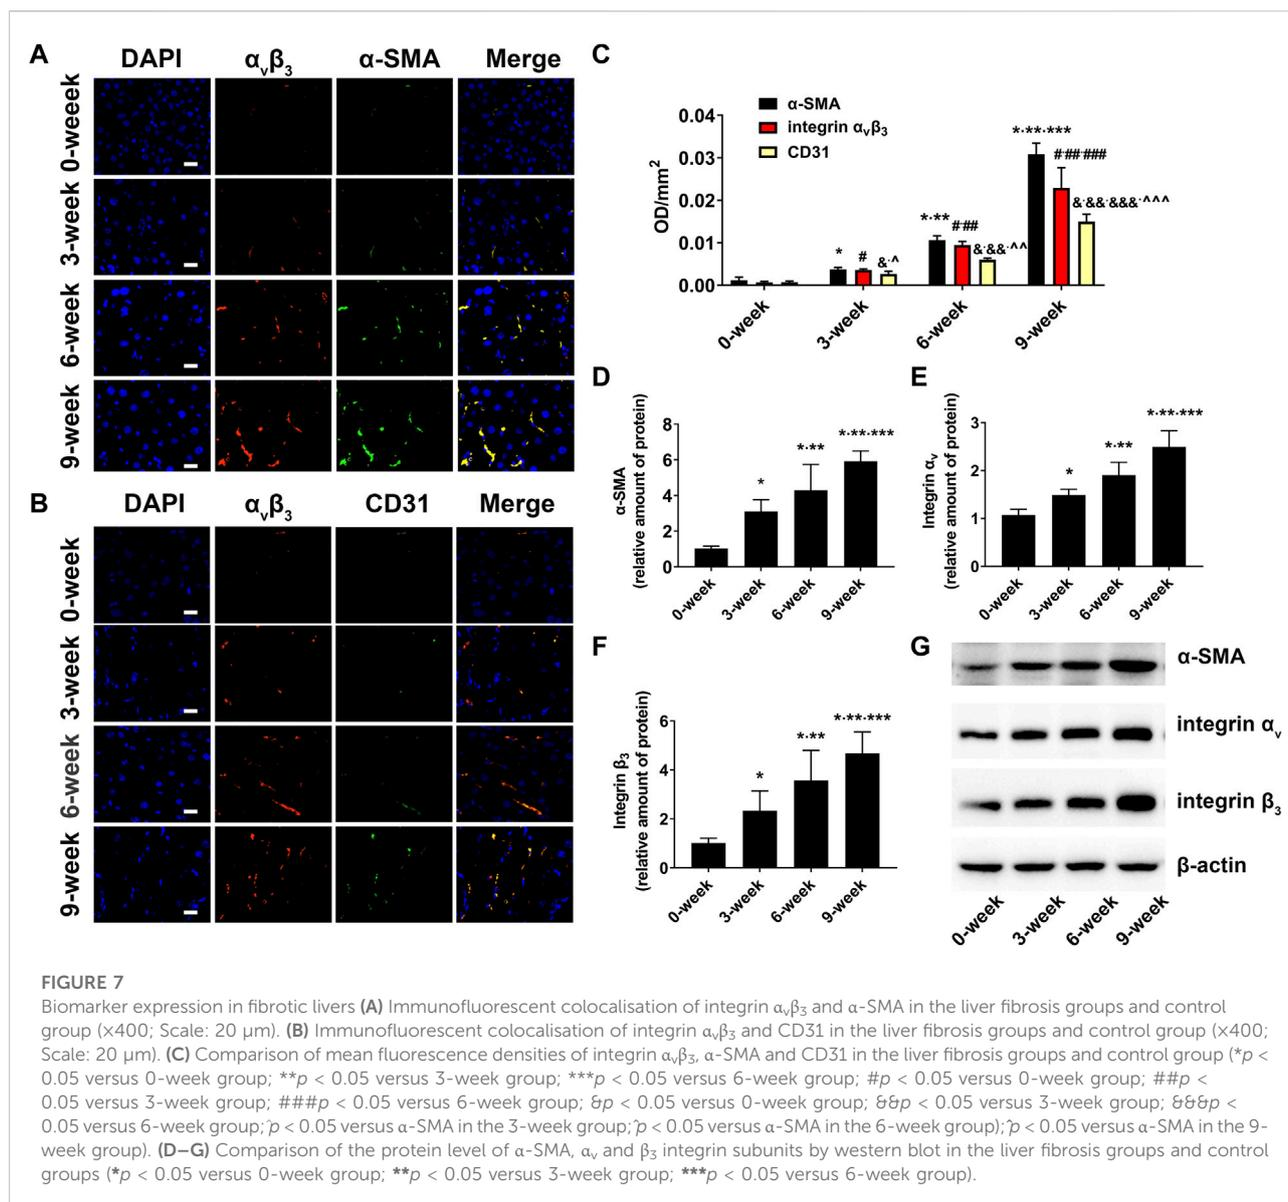 A
DAPI αvβ3 α-SMA Merge
0-week
3-week
6-week
9-week
B
DAPI αvβ3 CD31 Merge
0-week
3-week
6-week
9-week
C
α-SMA
integrin αvβ3
CD31
OD/mm²
0.04
0.03
0.02
0.01
0.00
* # &·^
*·** #·## &·&&·^^
*·**·*** #·##·### &·&&·&&&·^^^
0-week 3-week 6-week 9-week
D
α-SMA
(relative amount of protein)
8
6
4
2
0
* *·** *·**·***
0-week 3-week 6-week 9-week
E
Integrin αv
(relative amount of protein)
3
2
1
0
* *·** *·**·***
0-week 3-week 6-week 9-week
F
Integrin β3
(relative amount of protein)
6
4
2
0
* *·** *·**·***
0-week 3-week 6-week 9-week
G
α-SMA
integrin αv
integrin β3
β-actin
0-week 3-week 6-week 9-week
FIGURE 7
Biomarker expression in fibrotic livers (A) Immunofluorescent colocalisation of integrin αvβ3 and α-SMA in the liver fibrosis groups and control
group (×400; Scale: 20 μm). (B) Immunofluorescent colocalisation of integrin αvβ3 and CD31 in the liver fibrosis groups and control group (×400;
Scale: 20 μm). (C) Comparison of mean fluorescence densities of integrin αvβ3, α-SMA and CD31 in the liver fibrosis groups and control group (*p <
0.05 versus 0-week group; **p < 0.05 versus 3-week group; ***p < 0.05 versus 6-week group; #p < 0.05 versus 0-week group; ##p <
0.05 versus 3-week group; ###p < 0.05 versus 6-week group; &p < 0.05 versus 0-week group; &&p < 0.05 versus 3-week group; &&&p <
0.05 versus 6-week group; ^p < 0.05 versus α-SMA in the 3-week group; ^p < 0.05 versus α-SMA in the 6-week group); ^p < 0.05 versus α-SMA in the 9-
week group). (D–G) Comparison of the protein level of α-SMA, αv and β3 integrin subunits by western blot in the liver fibrosis groups and control
groups (*p < 0.05 versus 0-week group; **p < 0.05 versus 3-week group; ***p < 0.05 versus 6-week group).